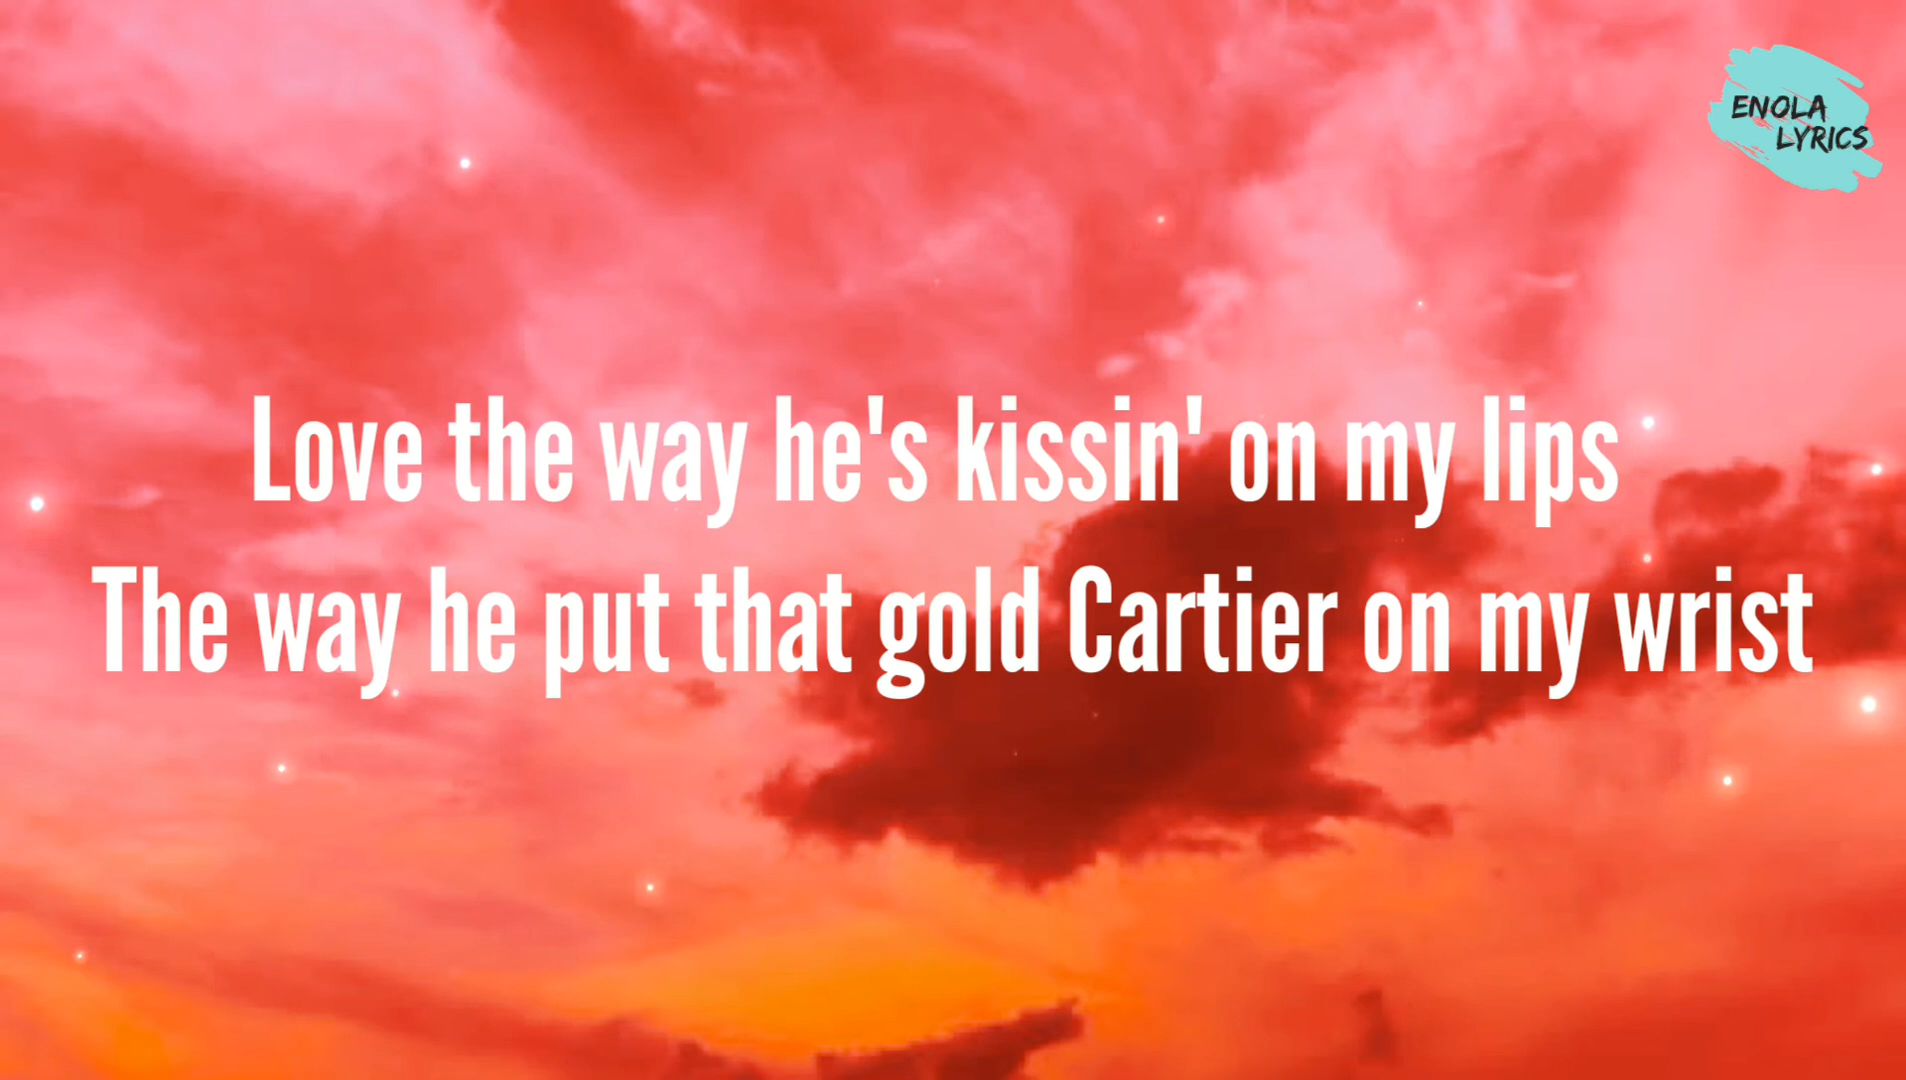 ENOLA
LYRICS
Love the way he's kissin' on my lips
The way he put that gold Cartier on my wrist